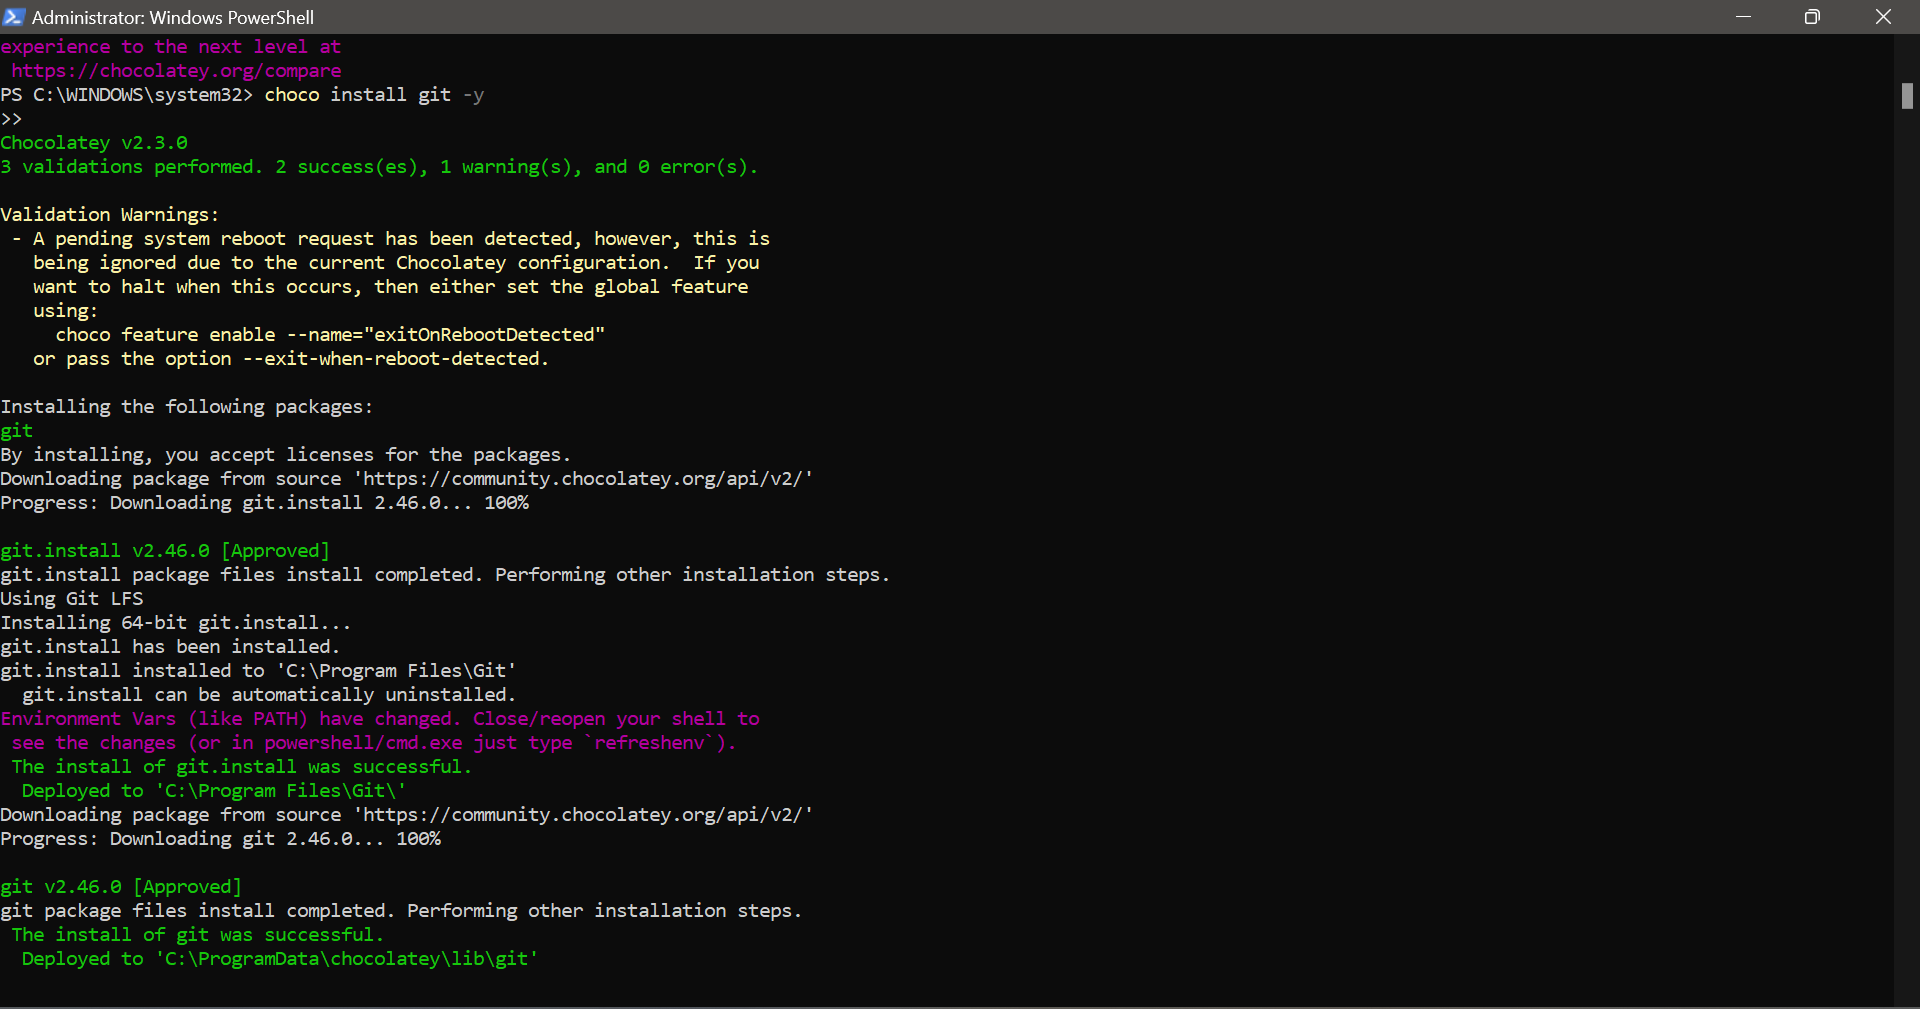 Administrator: Windows PowerShell
experience to the next level at
https://chocolatey.org/compare
PS C:\WINDOWS\system32> choco install git -y
>>
Chocolatey v2.3.0
3 validations performed. 2 success(es), 1 warning(s), and 0 error(s).
Validation Warnings:
- A pending system reboot request has been detected, however, this is
being ignored due to the current Chocolatey configuration.  If you
want to halt when this occurs, then either set the global feature
using:
choco feature enable --name="exitOnRebootDetected"
or pass the option --exit-when-reboot-detected.
Installing the following packages:
git
By installing, you accept licenses for the packages.
Downloading package from source 'https://community.chocolatey.org/api/v2/'
Progress: Downloading git.install 2.46.0... 100%
git.install v2.46.0 [Approved]
git.install package files install completed. Performing other installation steps.
Using Git LFS
Installing 64-bit git.install...
git.install has been installed.
git.install installed to 'C:\Program Files\Git'
git.install can be automatically uninstalled.
Environment Vars (like PATH) have changed. Close/reopen your shell to
see the changes (or in powershell/cmd.exe just type `refreshenv`).
The install of git.install was successful.
Deployed to 'C:\Program Files\Git\'
Downloading package from source 'https://community.chocolatey.org/api/v2/'
Progress: Downloading git 2.46.0... 100%
git v2.46.0 [Approved]
git package files install completed. Performing other installation steps.
The install of git was successful.
Deployed to 'C:\ProgramData\chocolatey\lib\git'